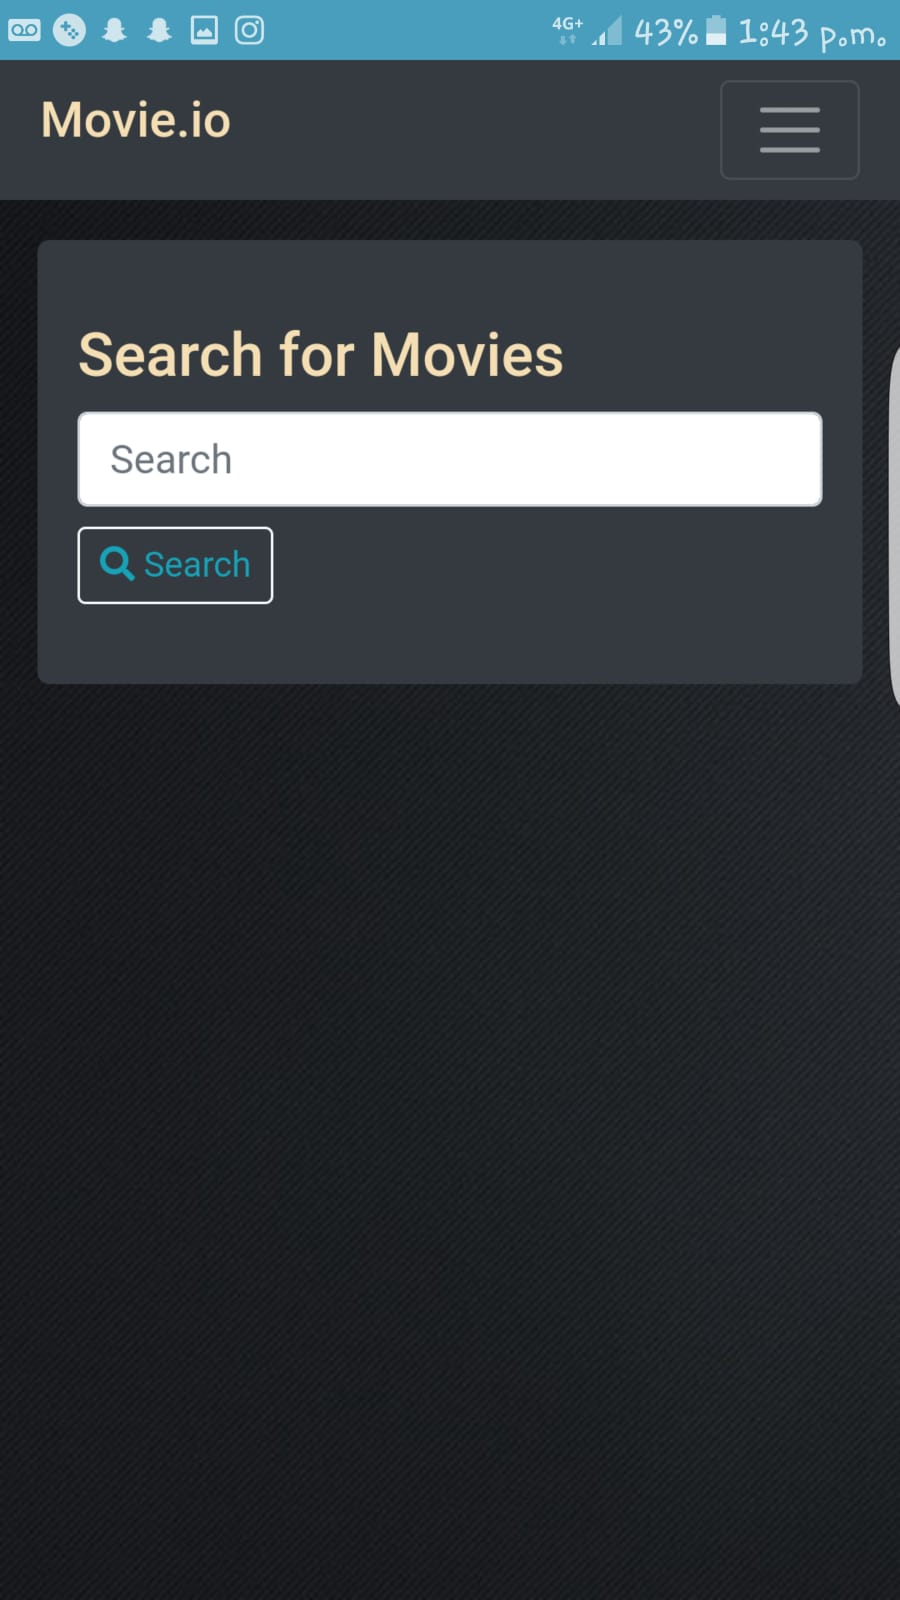 4G+ 43% 1:43 p.m.
Movie.io
Search for Movies
Search
Search